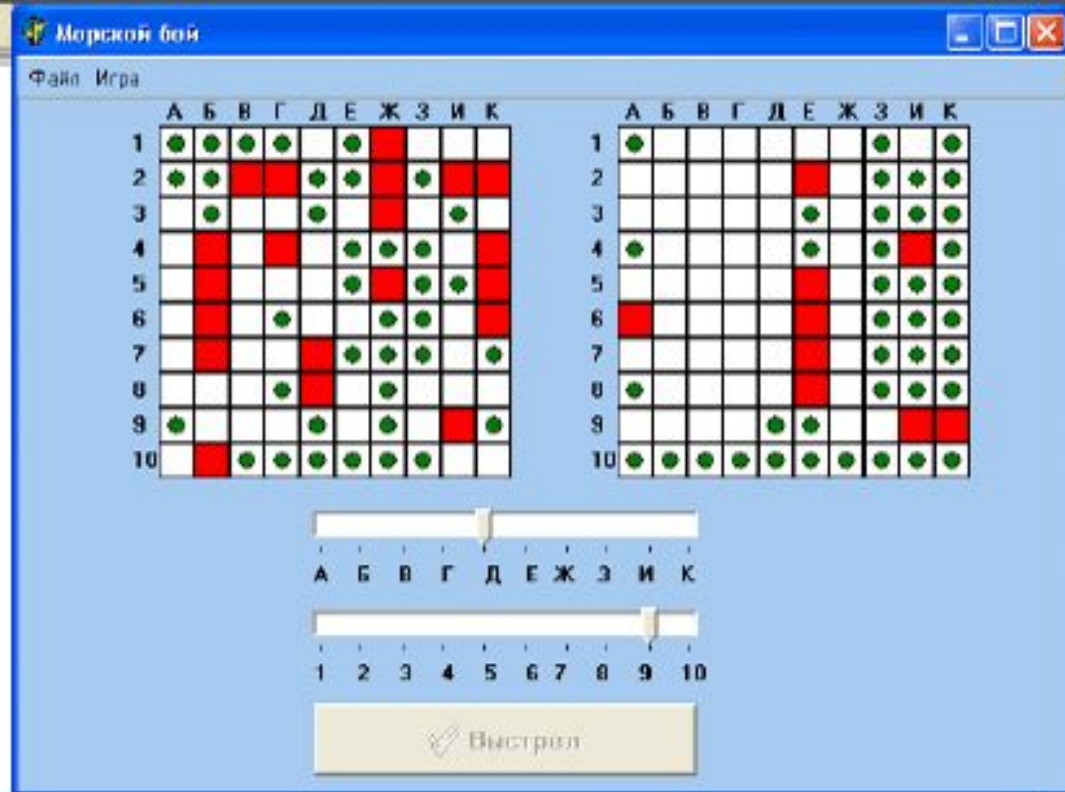 Морской бой
Файл Игра
А Б В Г Д Е Ж З И К А Б В Г Д Е Ж З И К
1 1
2 2
3 3
4 4
5 5
6 6
7 7
8 8
9 9
10 10
А Б В Г Д Е Ж З И К
1 2 3 4 5 6 7 8 9 10
Выстрел